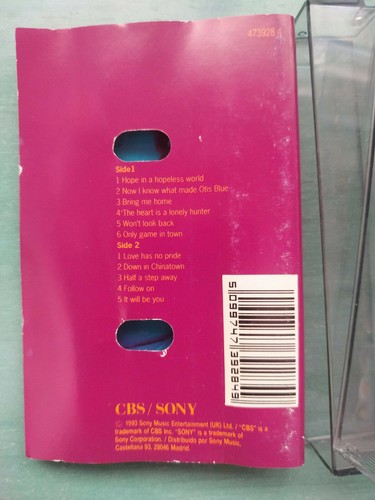 473928 4
Side1
1 Hope in a hopeless world
2 Now I know what made Otis Blue
3 Bring me home
4 The heart is a lonely hunter
5 Won't look back
6 Only game in town
Side 2
1 Love has no pride
2 Down in Chinatown
3 Half a step away
4 Follow on
5 It will be you
5 099747 392849
CBS / SONY
© 1993 Sony Music Entertainment (UK) Ltd. / "CBS" is a
trademark of CBS Inc. "SONY" is a trademark of
Sony Corporation. / Distribuido por Sony Music,
Castellana 93. 28046 Madrid.